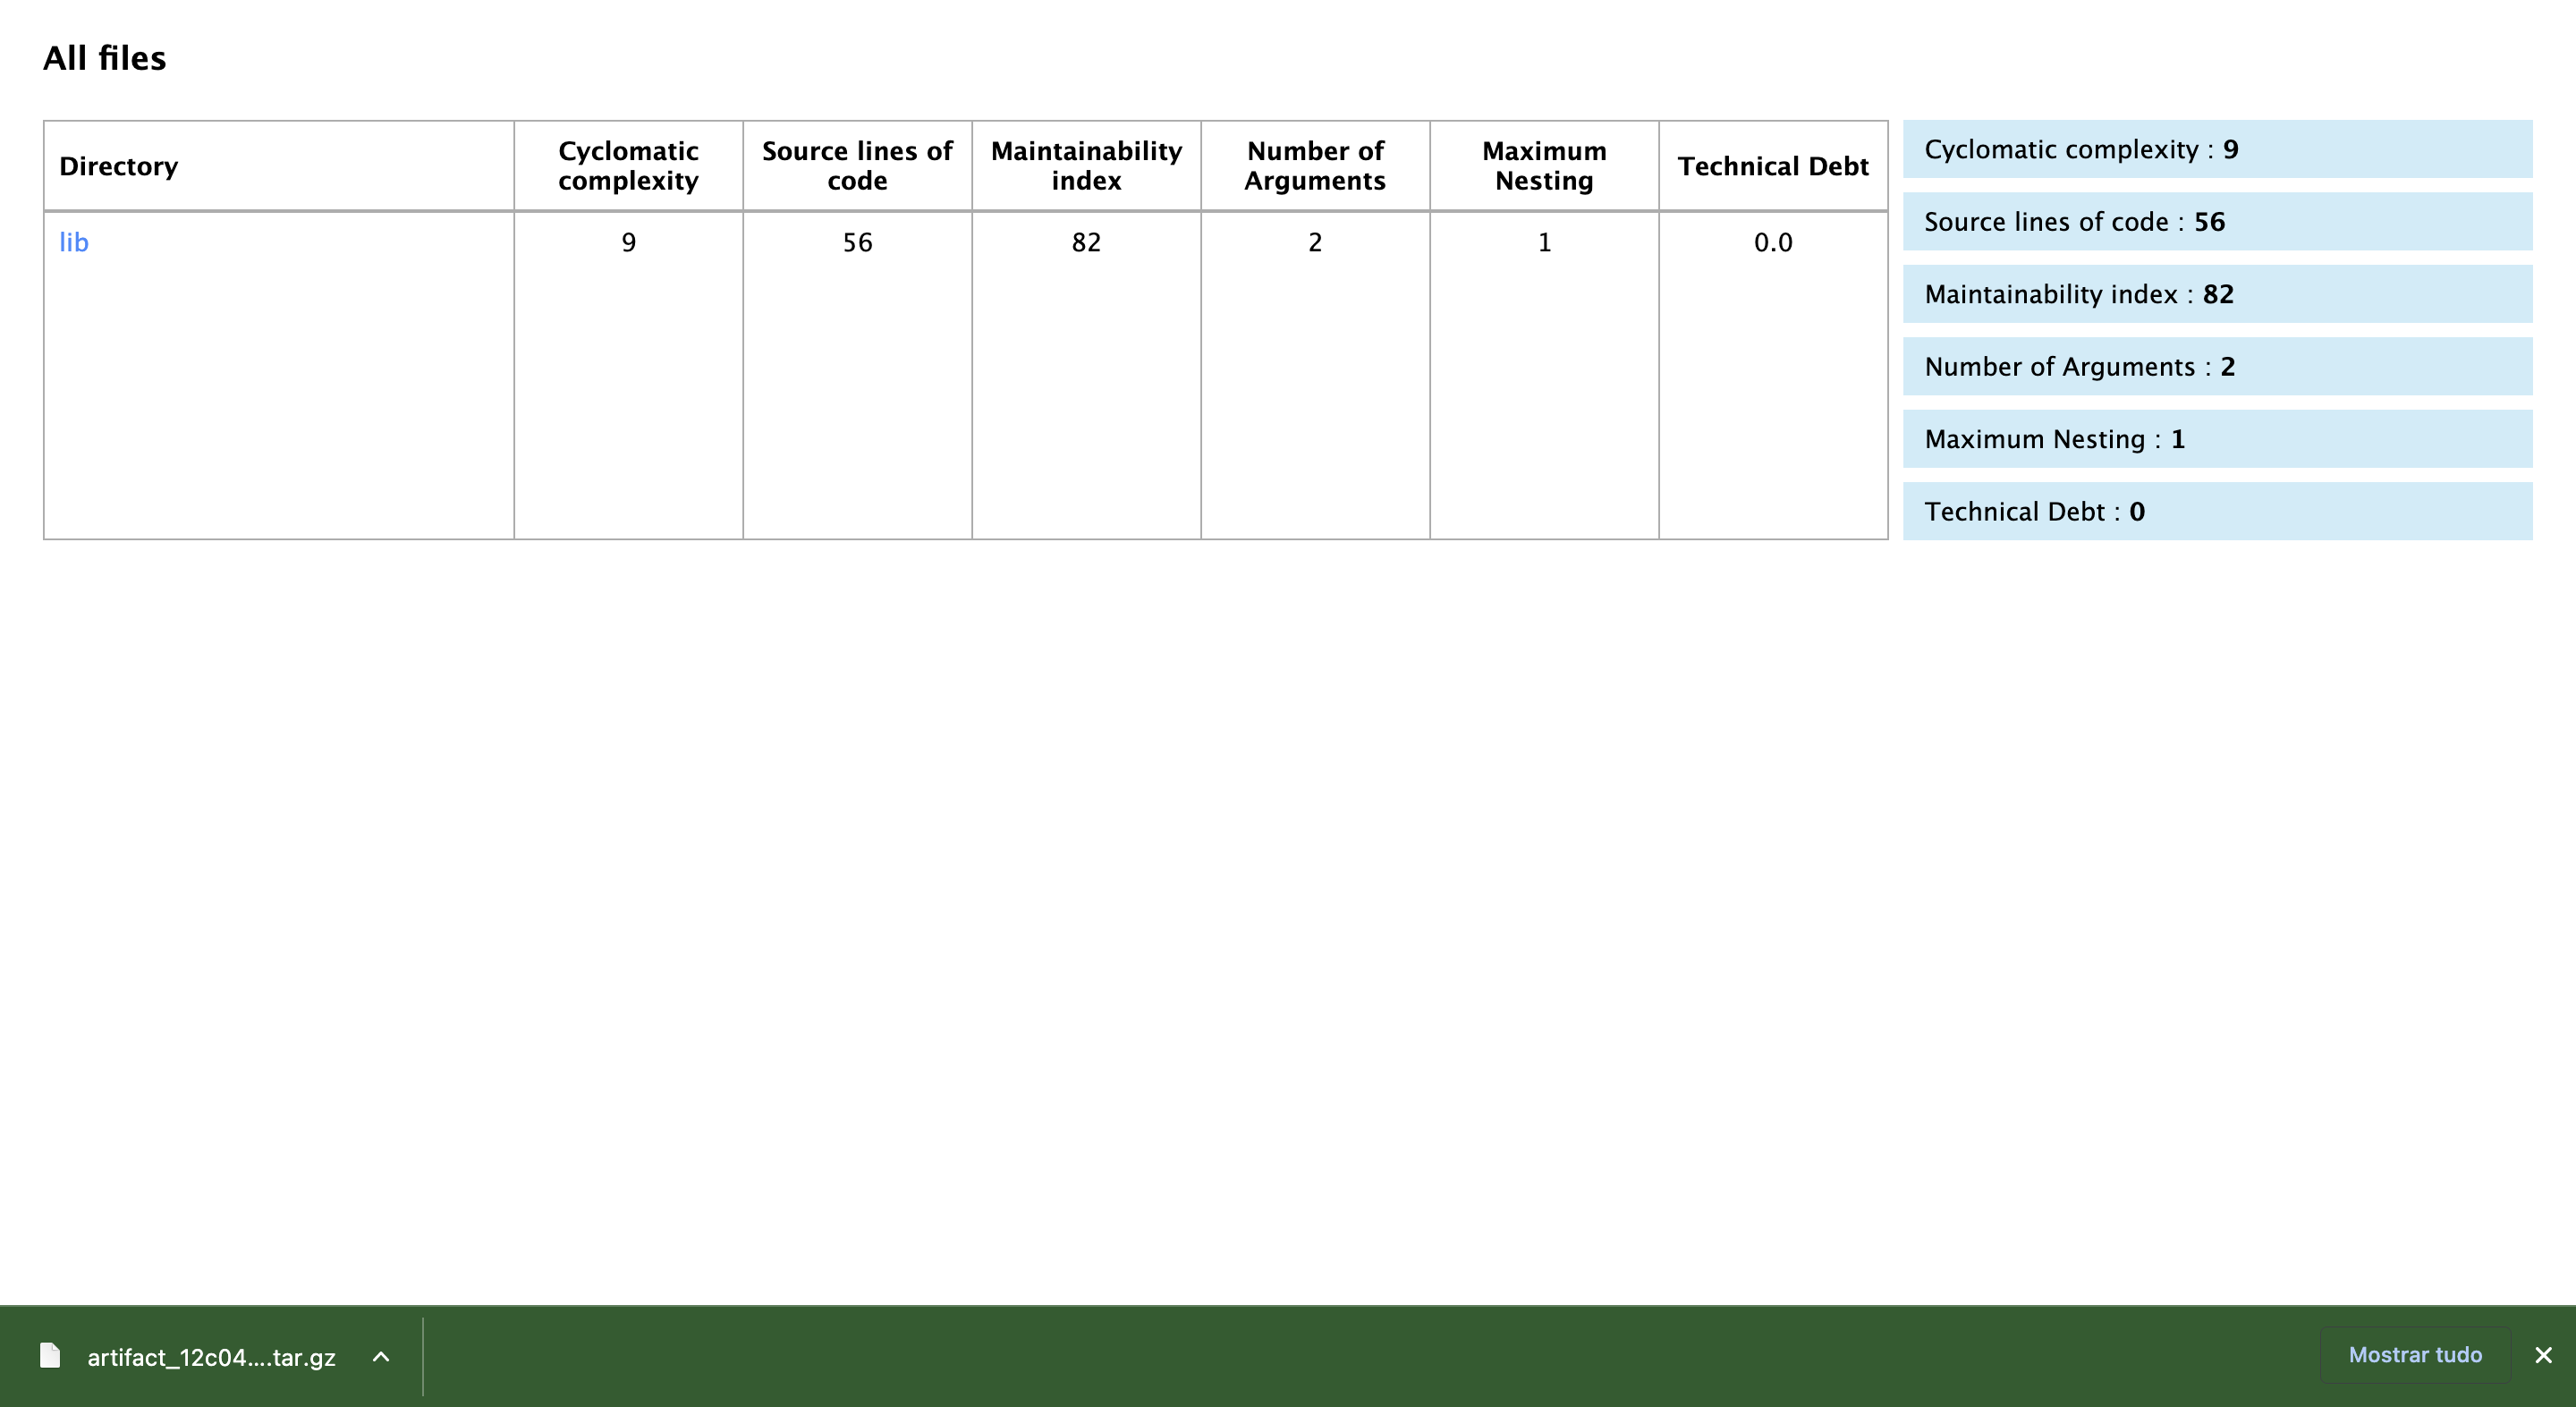 All files
Directory
Cyclomatic
complexity
Source lines of
code
Maintainability
index
Number of
Arguments
Maximum
Nesting
Technical Debt
lib
9
56
82
2
1
0.0
Cyclomatic complexity : 9
Source lines of code : 56
Maintainability index : 82
Number of Arguments : 2
Maximum Nesting : 1
Technical Debt : 0
artifact_12c04....tar.gz
Mostrar tudo